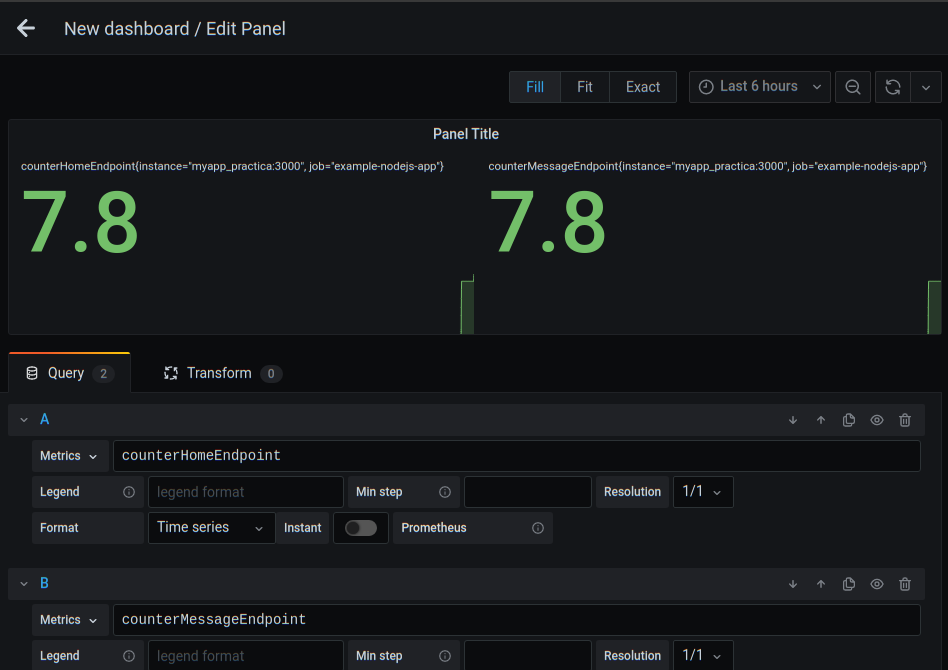 New dashboard / Edit Panel
Fill Fit Exact Last 6 hours
Panel Title
counterHomeEndpoint{instance="myapp_practica:3000", job="example-nodejs-app"} counterMessageEndpoint{instance="myapp_practica:3000", job="example-nodejs-app"}
7.8 7.8
Query 2 Transform 0
A
Metrics counterHomeEndpoint
Legend legend format Min step Resolution 1/1
Format Time series Instant Prometheus
B
Metrics counterMessageEndpoint
Legend legend format Min step Resolution 1/1